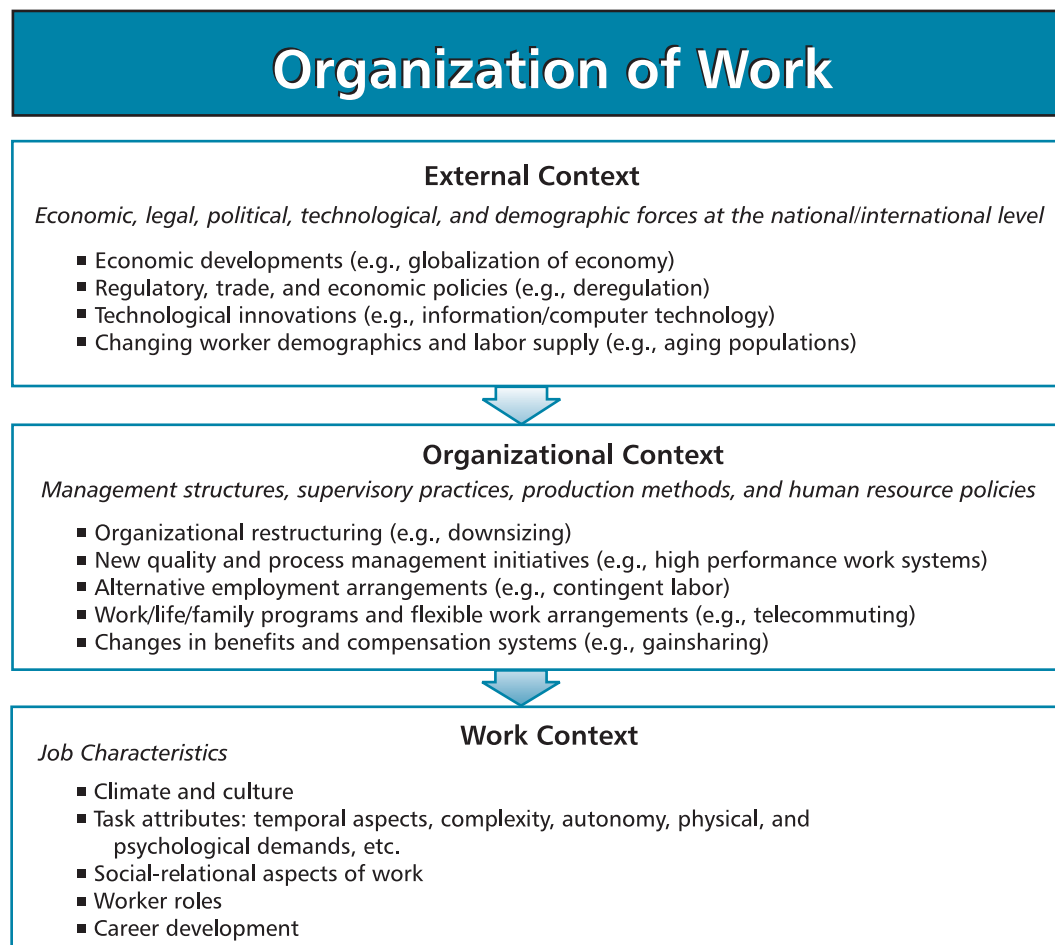 Organization of Work
External Context
Economic, legal, political, technological, and demographic forces at the national/international level
▪ Economic developments (e.g., globalization of economy)
▪ Regulatory, trade, and economic policies (e.g., deregulation)
▪ Technological innovations (e.g., information/computer technology)
▪ Changing worker demographics and labor supply (e.g., aging populations)
Organizational Context
Management structures, supervisory practices, production methods, and human resource policies
▪ Organizational restructuring (e.g., downsizing)
▪ New quality and process management initiatives (e.g., high performance work systems)
▪ Alternative employment arrangements (e.g., contingent labor)
▪ Work/life/family programs and flexible work arrangements (e.g., telecommuting)
▪ Changes in benefits and compensation systems (e.g., gainsharing)
Work Context
Job Characteristics
▪ Climate and culture
▪ Task attributes: temporal aspects, complexity, autonomy, physical, and
psychological demands, etc.
▪ Social-relational aspects of work
▪ Worker roles
▪ Career development